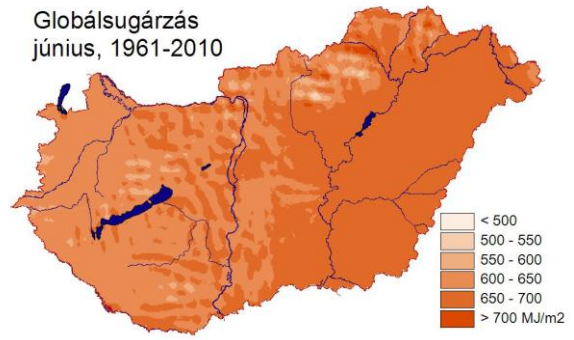 Globálsugárzás
június, 1961-2010
< 500
500 - 550
550 - 600
600 - 650
650 - 700
> 700 MJ/m2